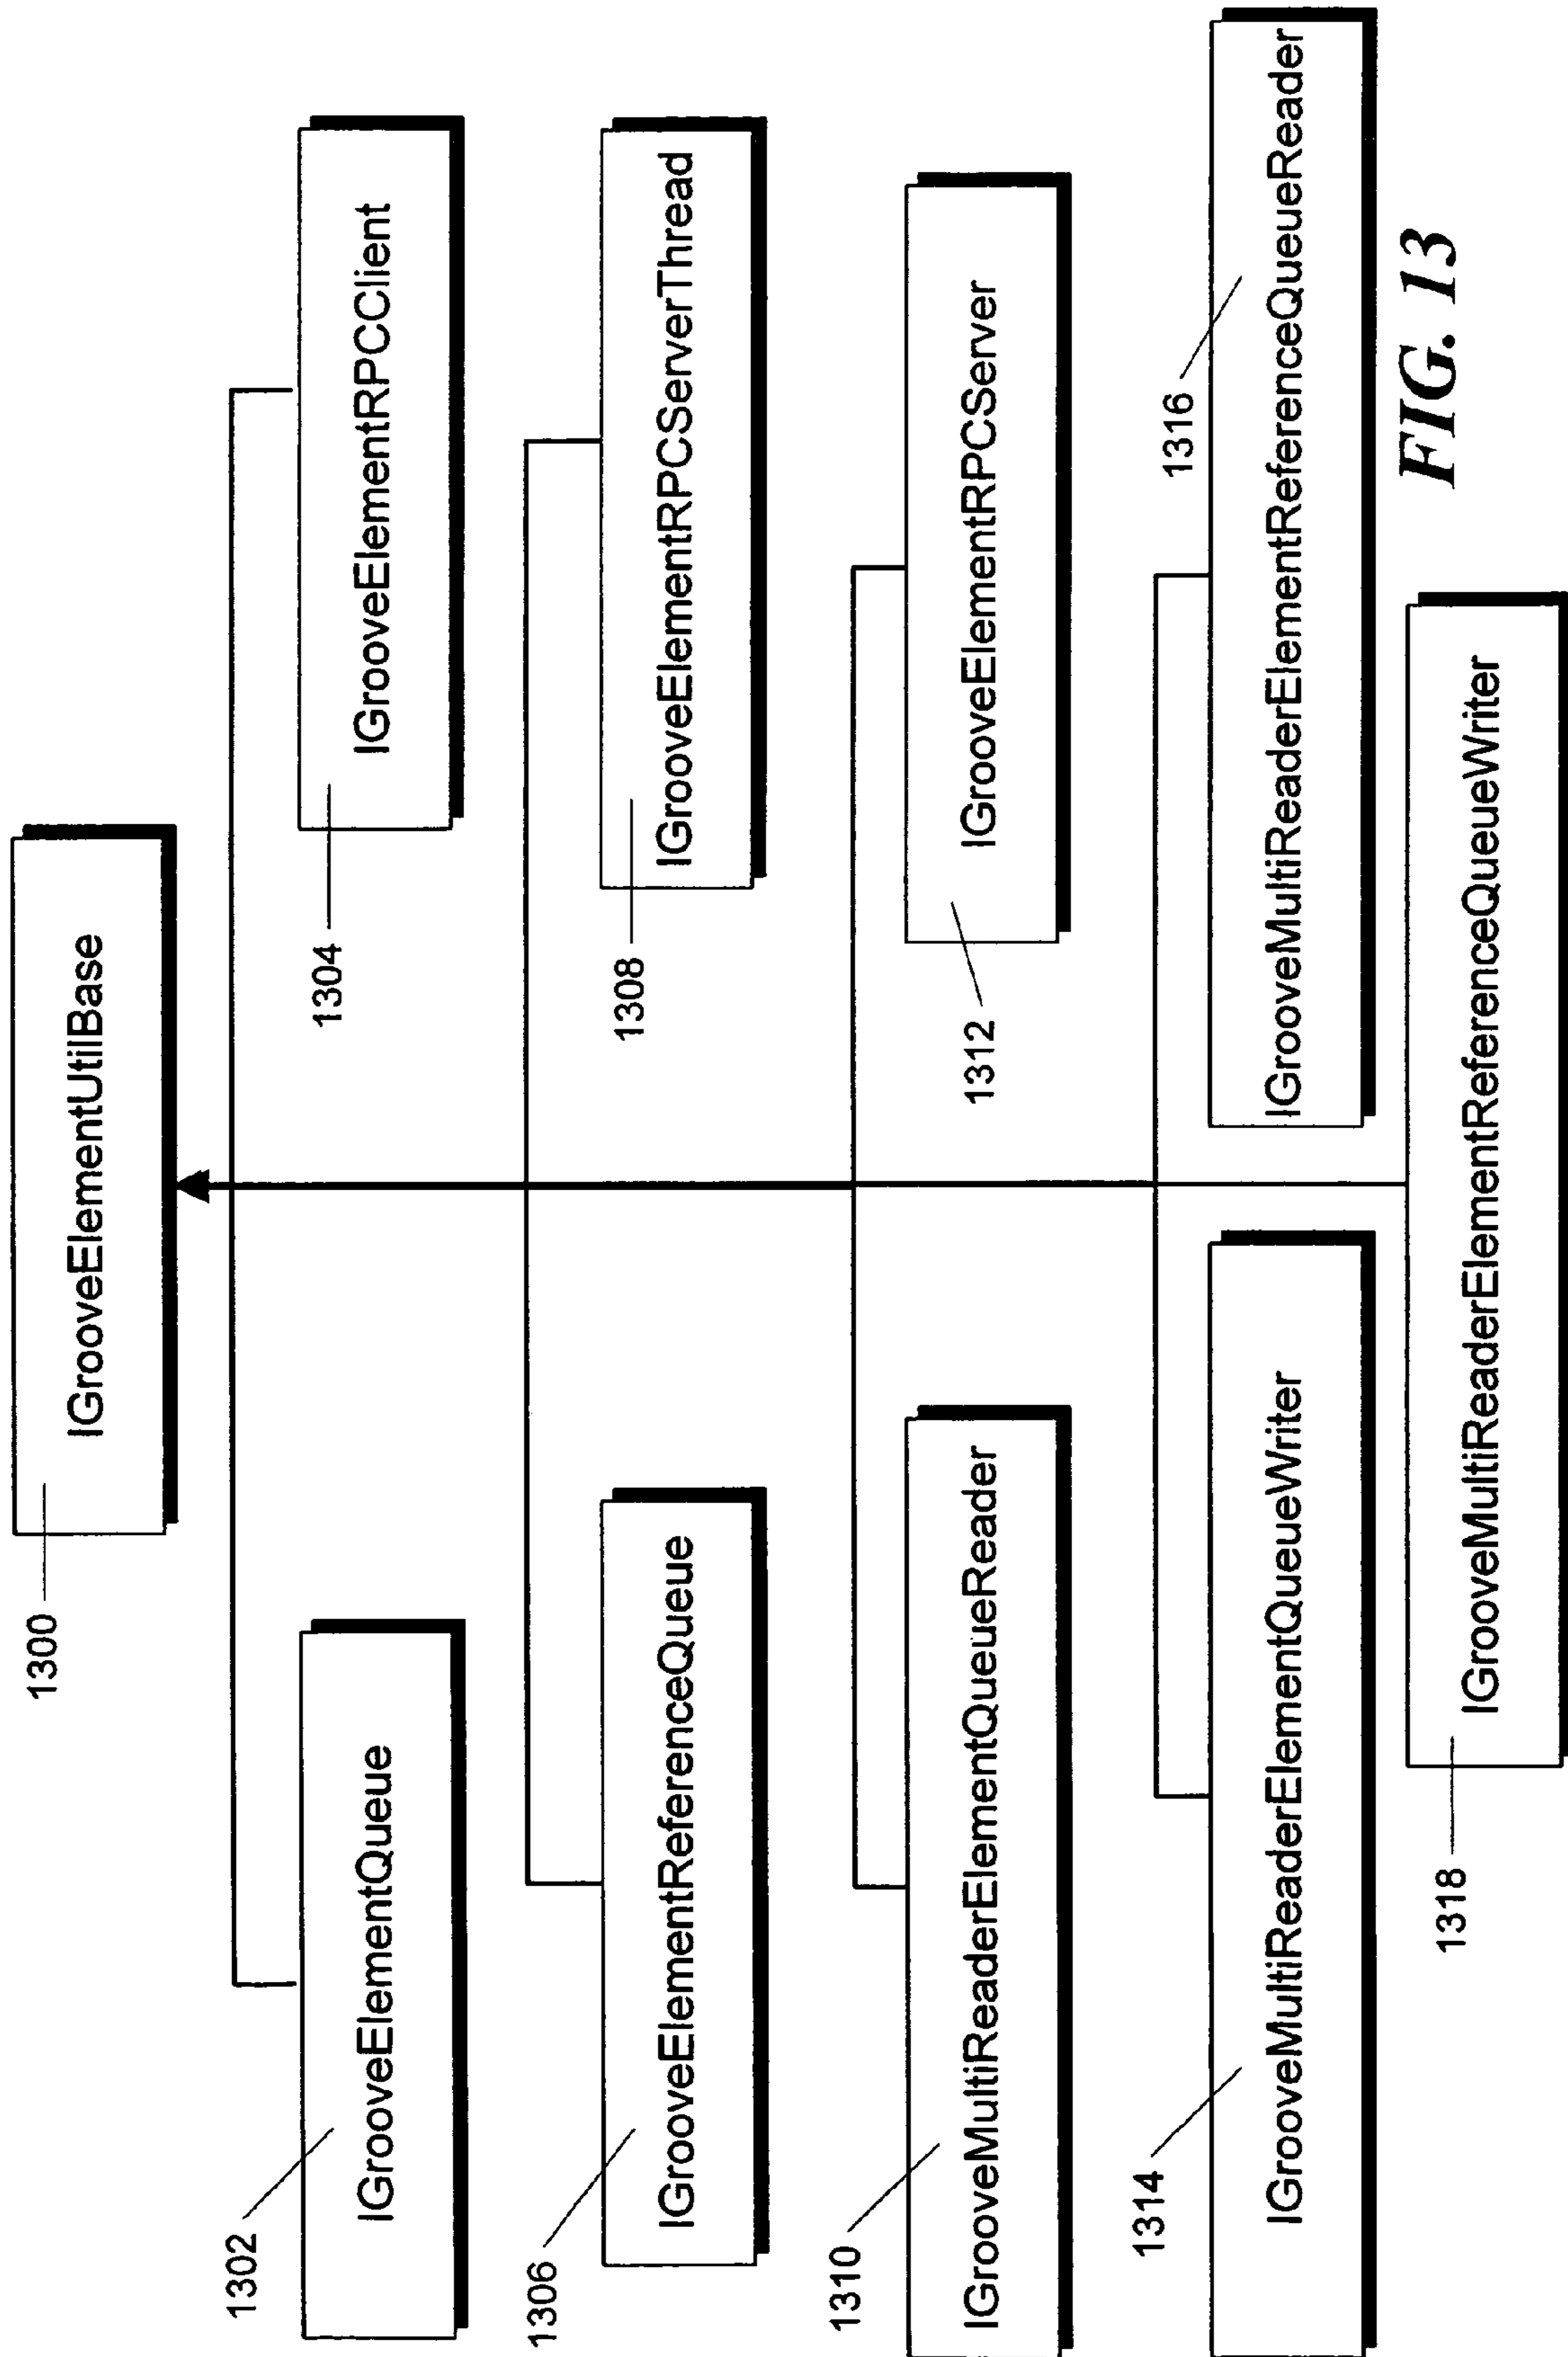 1300
IGrooveElementUtilBase
1302
IGrooveElementQueue
1304
IGrooveElementRPCClient
1306
IGrooveElementReferenceQueue
1308
IGrooveElementRPCServerThread
1310
IGrooveMultiReaderElementQueueReader
1312
IGrooveElementRPCServer
1314
IGrooveMultiReaderElementQueueWriter
1316
IGrooveMultiReaderElementReferenceQueueReader
1318
IGrooveMultiReaderElementReferenceQueueWriter
FIG. 13